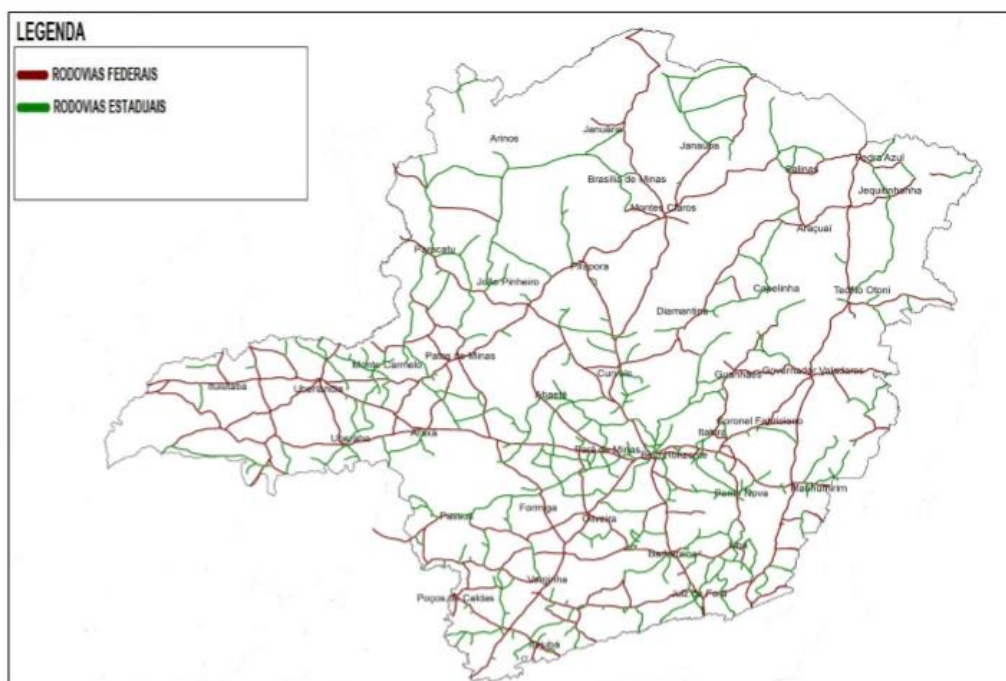 LEGENDA
RODOVIAS FEDERAIS
RODOVIAS ESTADUAIS
Arinos
Januária
Janaúba
Salinas
Pedra Azul
Brasília de Minas
Jequitinhonha
Montes Claros
Araçuaí
Paracatu
Pirapora
João Pinheiro
Capelinha
Teófilo Otoni
Diamantina
Patos de Minas
Monte Carmelo
Curvelo
Guanhães
Governador Valadares
Ituiutaba
Uberlândia
Abaeté
Coronel Fabriciano
Itabira
Uberaba
Araxá
Pará de Minas
Belo Horizonte
Ponte Nova
Manhumirim
Formiga
Passos
Oliveira
Barbacena
Ubá
Varginha
Juiz de Fora
Poços de Caldas
Itajubá